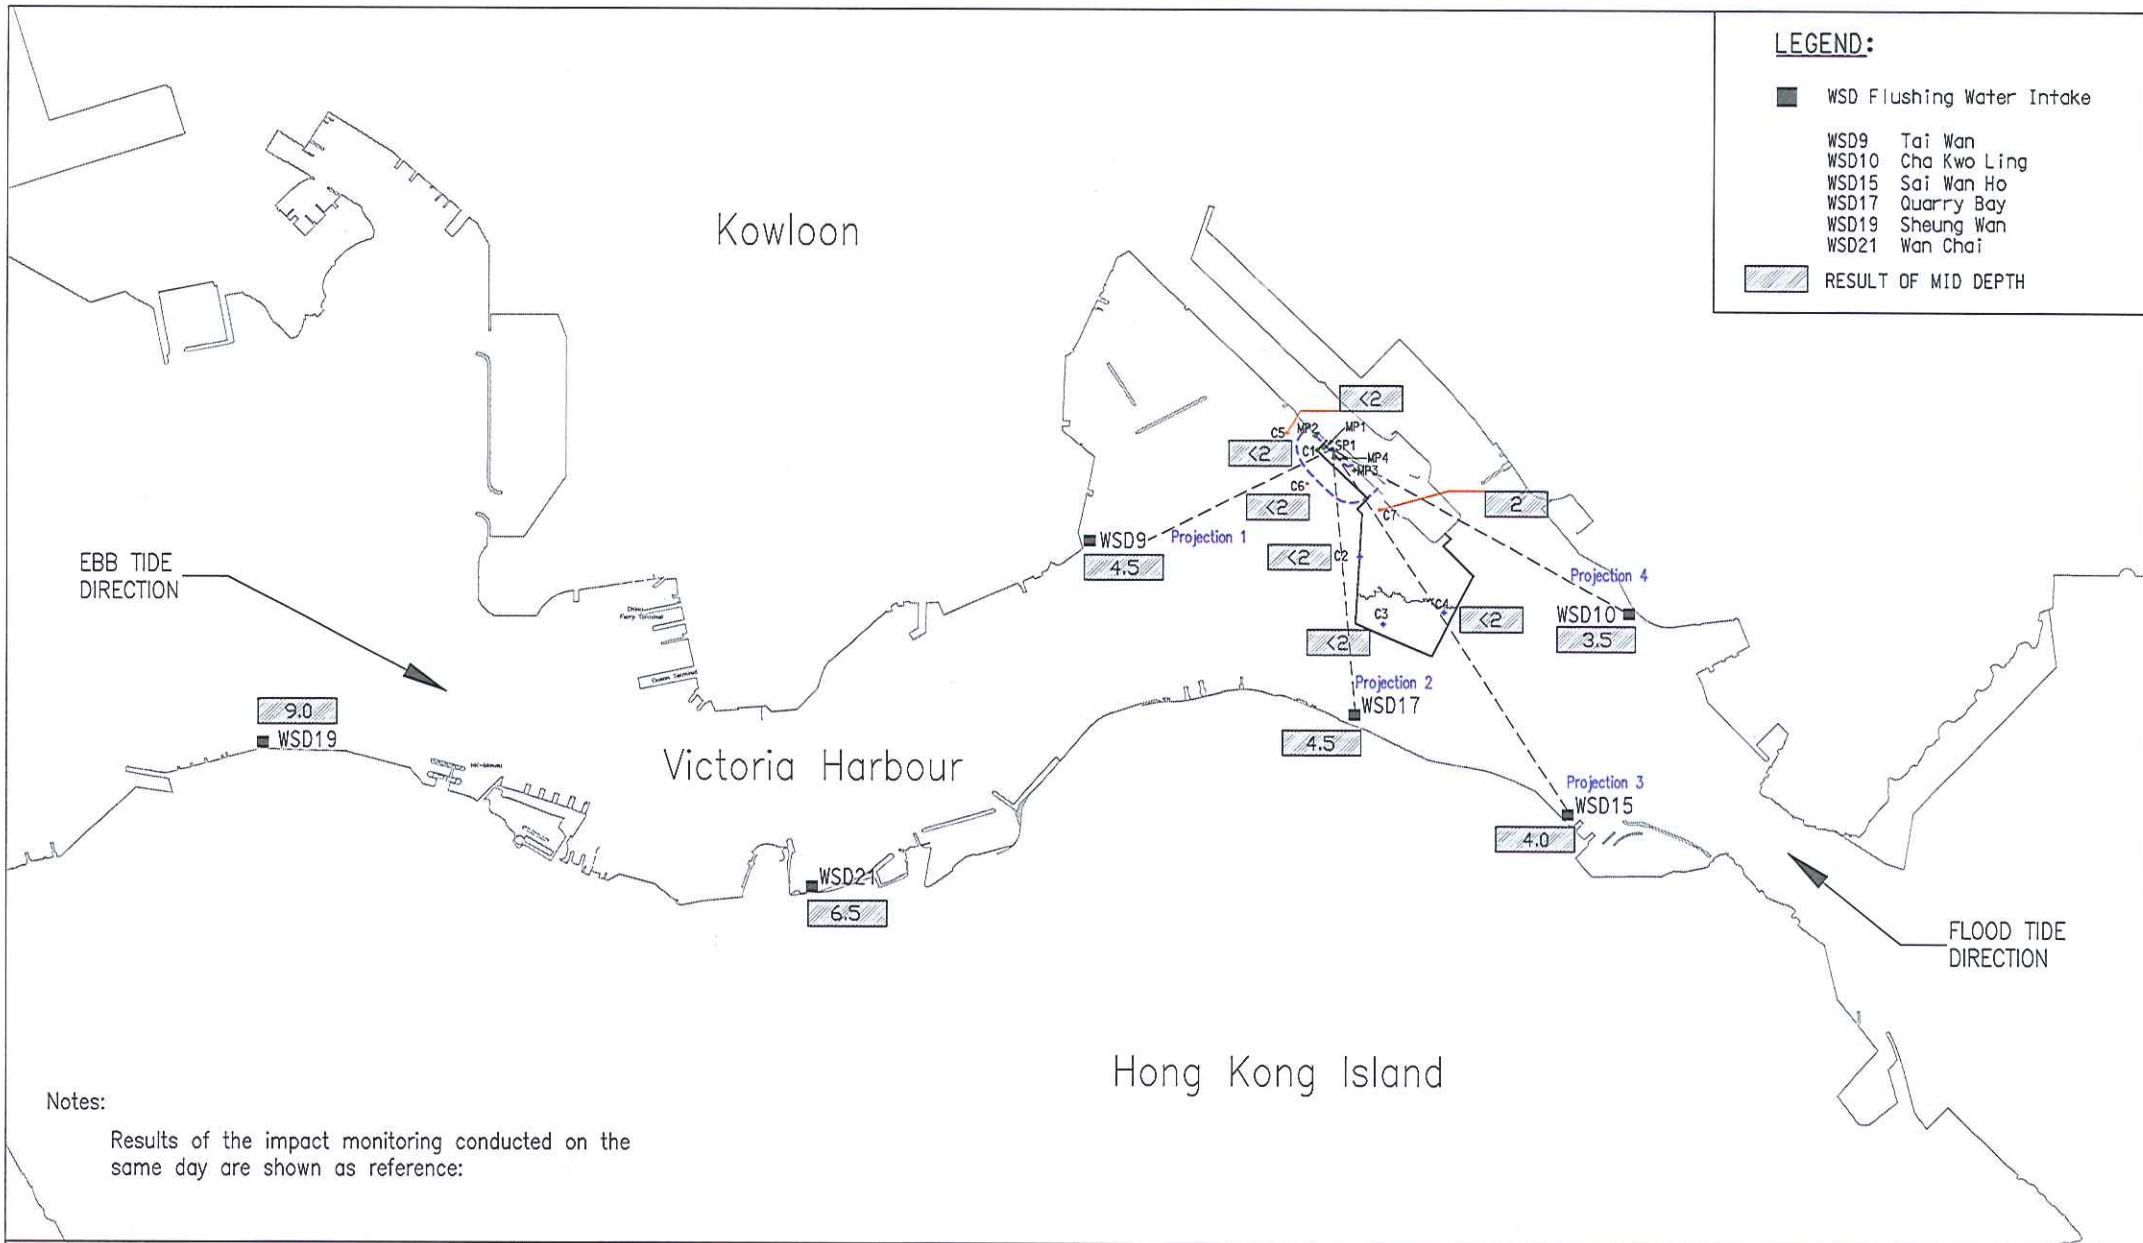 LEGEND:
WSD Flushing Water Intake
WSD9 Tai Wan
WSD10 Cha Kwo Ling
WSD15 Sai Wan Ho
WSD17 Quarry Bay
WSD19 Sheung Wan
WSD21 Wan Chai
RESULT OF MID DEPTH
Kowloon
<2
C5
MP2
MP1
<2
C1
SP1
MP4
MP3
C6
<2
2
C7
WSD9
Projection 1
4.5
<2
C2
EBB TIDE
DIRECTION
Projection 4
China
Ferry Terminal
C4
C3
<2
WSD10
3.5
<2
Ocean Terminal
Projection 2
WSD17
9.0
WSD19
4.5
Victoria Harbour
Projection 3
WSD15
4.0
WSD21
6.5
FLOOD TIDE
DIRECTION
Hong Kong Island
Notes:
Results of the impact monitoring conducted on the
same day are shown as reference: